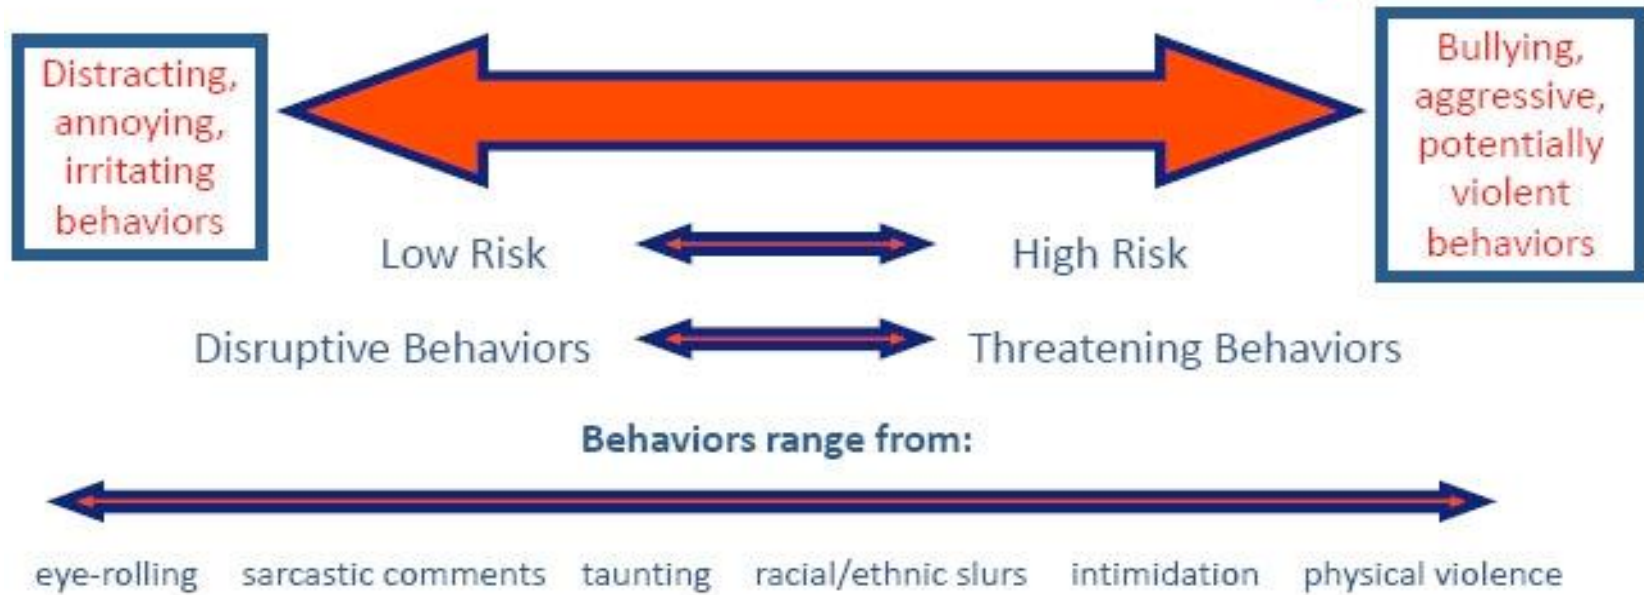 Distracting,
annoying,
irritating
behaviors
Bullying,
aggressive,
potentially
violent
behaviors
Low Risk High Risk
Disruptive Behaviors Threatening Behaviors
Behaviors range from:
eye-rolling sarcastic comments taunting racial/ethnic slurs intimidation physical violence